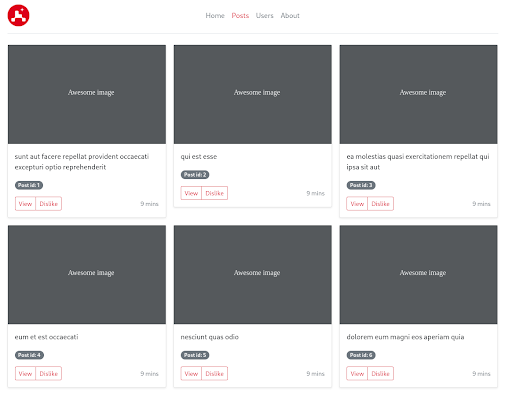 Home Posts Users About
Awesome image
Awesome image
Awesome image
sunt aut facere repellat provident occaecati
excepturi optio reprehenderit
Post id: 1
View Dislike 9 mins
qui est esse
Post id: 2
View Dislike 9 mins
ea molestias quasi exercitationem repellat qui
ipsa sit aut
Post id: 3
View Dislike 9 mins
Awesome image
Awesome image
Awesome image
eum et est occaecati
Post id: 4
View Dislike 9 mins
nesciunt quas odio
Post id: 5
View Dislike 9 mins
dolorem eum magni eos aperiam quia
Post id: 6
View Dislike 9 mins